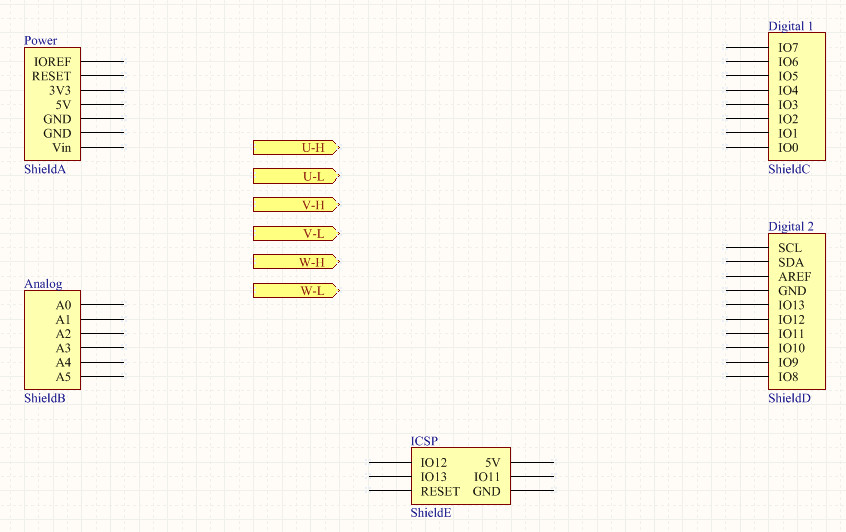 Power
IOREF
RESET
3V3
5V
GND
GND
Vin
ShieldA
Analog
A0
A1
A2
A3
A4
A5
ShieldB
U-H
U-L
V-H
V-L
W-H
W-L
ICSP
IO12 5V
IO13 IO11
RESET GND
ShieldE
Digital 1
IO7
IO6
IO5
IO4
IO3
IO2
IO1
IO0
ShieldC
Digital 2
SCL
SDA
AREF
GND
IO13
IO12
IO11
IO10
IO9
IO8
ShieldD